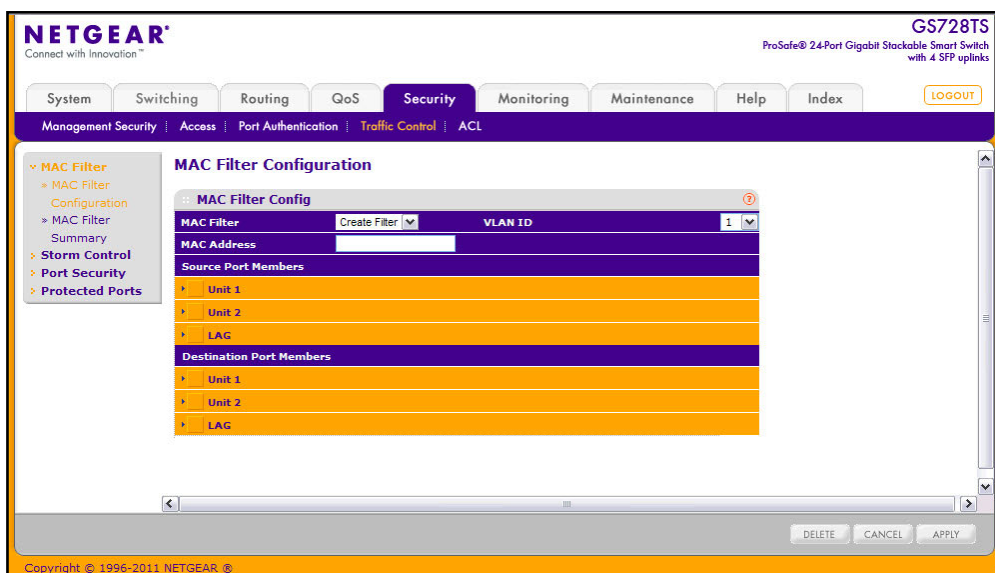 NETGEAR®
Connect with Innovation™
GS728TS
ProSafe® 24-Port Gigabit Stackable Smart Switch
with 4 SFP uplinks
System Switching Routing QoS Security Monitoring Maintenance Help Index LOGOUT
Management Security Access Port Authentication Traffic Control ACL
MAC Filter
» MAC Filter
Configuration
» MAC Filter
Summary
Storm Control
Port Security
Protected Ports
MAC Filter Configuration
MAC Filter Config ?
MAC Filter Create Filter VLAN ID 1
MAC Address
Source Port Members
Unit 1
Unit 2
LAG
Destination Port Members
Unit 1
Unit 2
LAG
DELETE CANCEL APPLY
Copyright © 1996-2011 NETGEAR ®